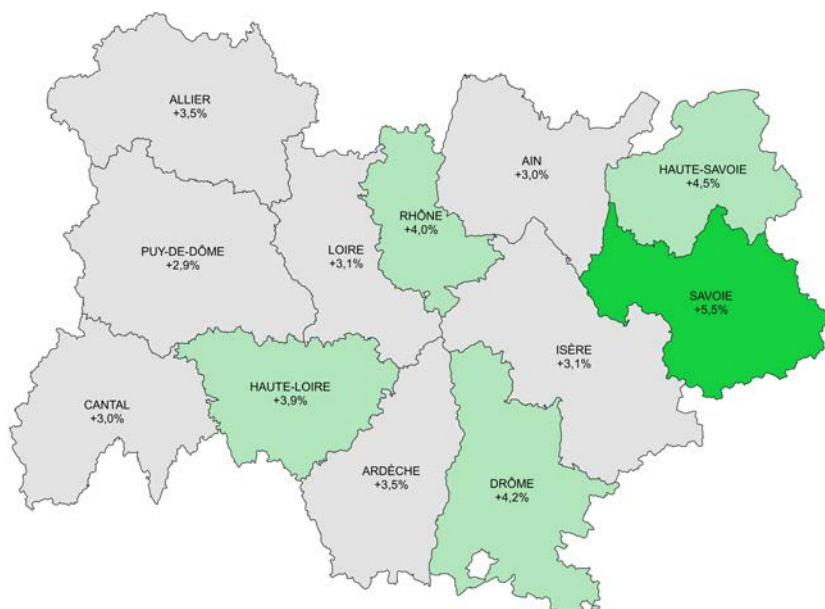 ALLIER
+3,5%
AIN
+3,0%
HAUTE-SAVOIE
+4,5%
RHÔNE
+4,0%
PUY-DE-DÔME
+2,9%
LOIRE
+3,1%
SAVOIE
+5,5%
ISÈRE
+3,1%
HAUTE-LOIRE
+3,9%
CANTAL
+3,0%
ARDÈCHE
+3,5%
DRÔME
+4,2%